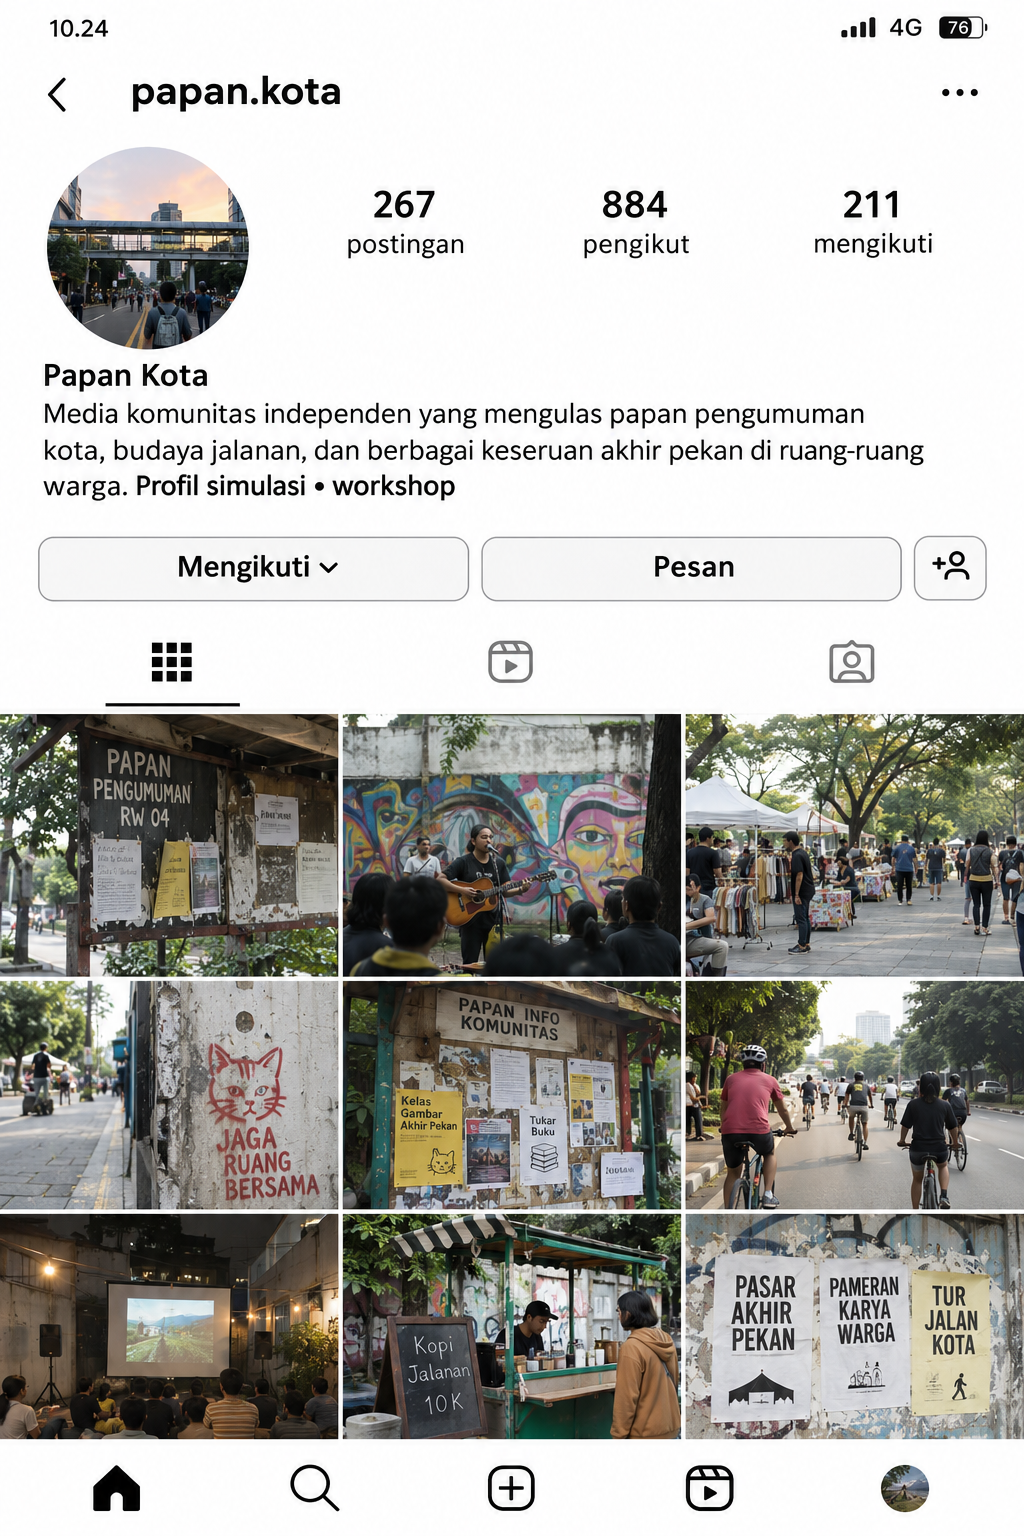 10.24
4G
76
papan.kota
267
884
211
postingan
pengikut
mengikuti
Papan Kota
Media komunitas independen yang mengulas papan pengumuman
kota, budaya jalanan, dan berbagai keseruan akhir pekan di ruang-ruang
warga. Profil simulasi • workshop
Mengikuti
Pesan
PAPAN
PENGUMUMAN
RW 04
JAGA
RUANG
BERSAMA
PAPAN INFO
KOMUNITAS
Kelas
Gambar
Akhir Pekan
Tukar
Buku
Kopi
Jalanan
10K
PASAR
AKHIR
PEKAN
PAMERAN
KARYA
WARGA
TUR
JALAN
KOTA